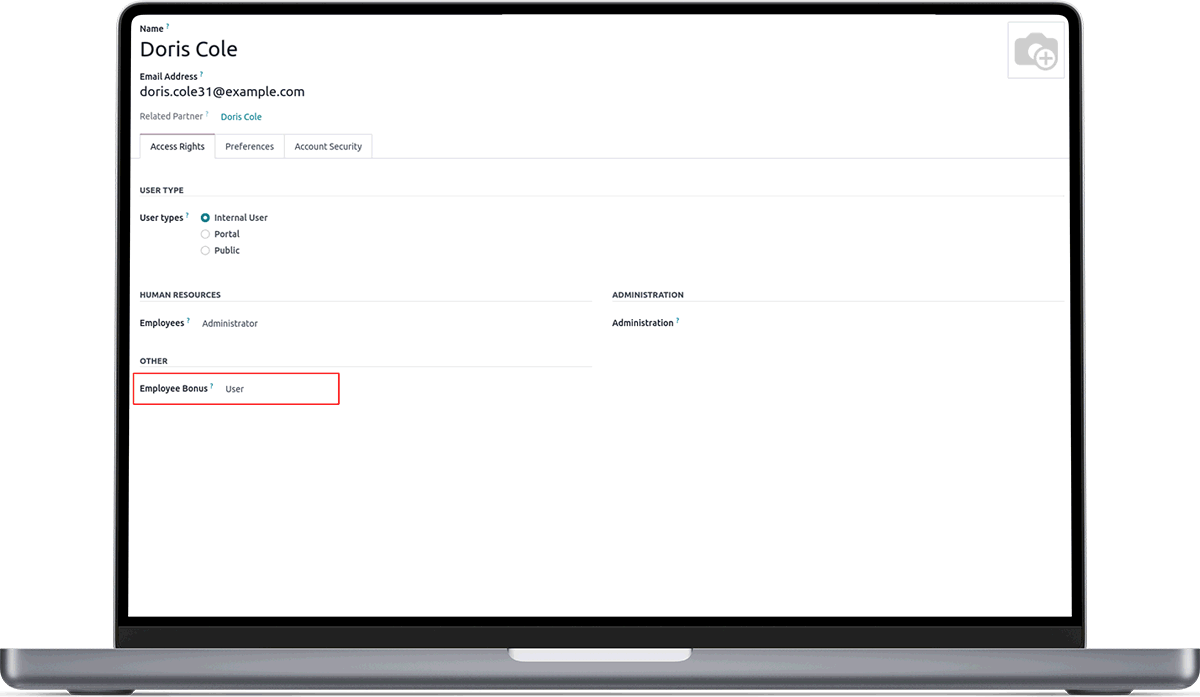 Name ?
Doris Cole
Email Address ?
doris.cole31@example.com
Related Partner ? Doris Cole
Access Rights Preferences Account Security
USER TYPE
User types ? Internal User
Portal
Public
HUMAN RESOURCES ADMINISTRATION
Employees ? Administrator Administration ?
OTHER
Employee Bonus ? User